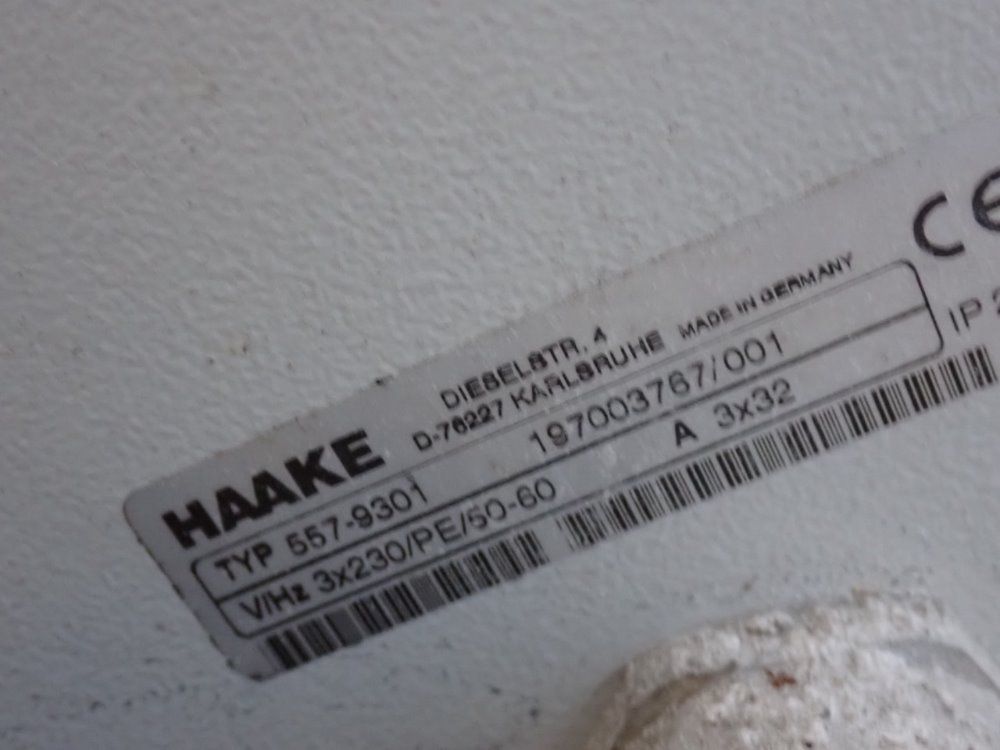 DIESELSTR. 4
HAAKE D-76227 KARLSRUHE MADE IN GERMANY CE
TYP 557-9301 197003767/001
V/Hz 3x230/PE/50-60 A 3x32 IP